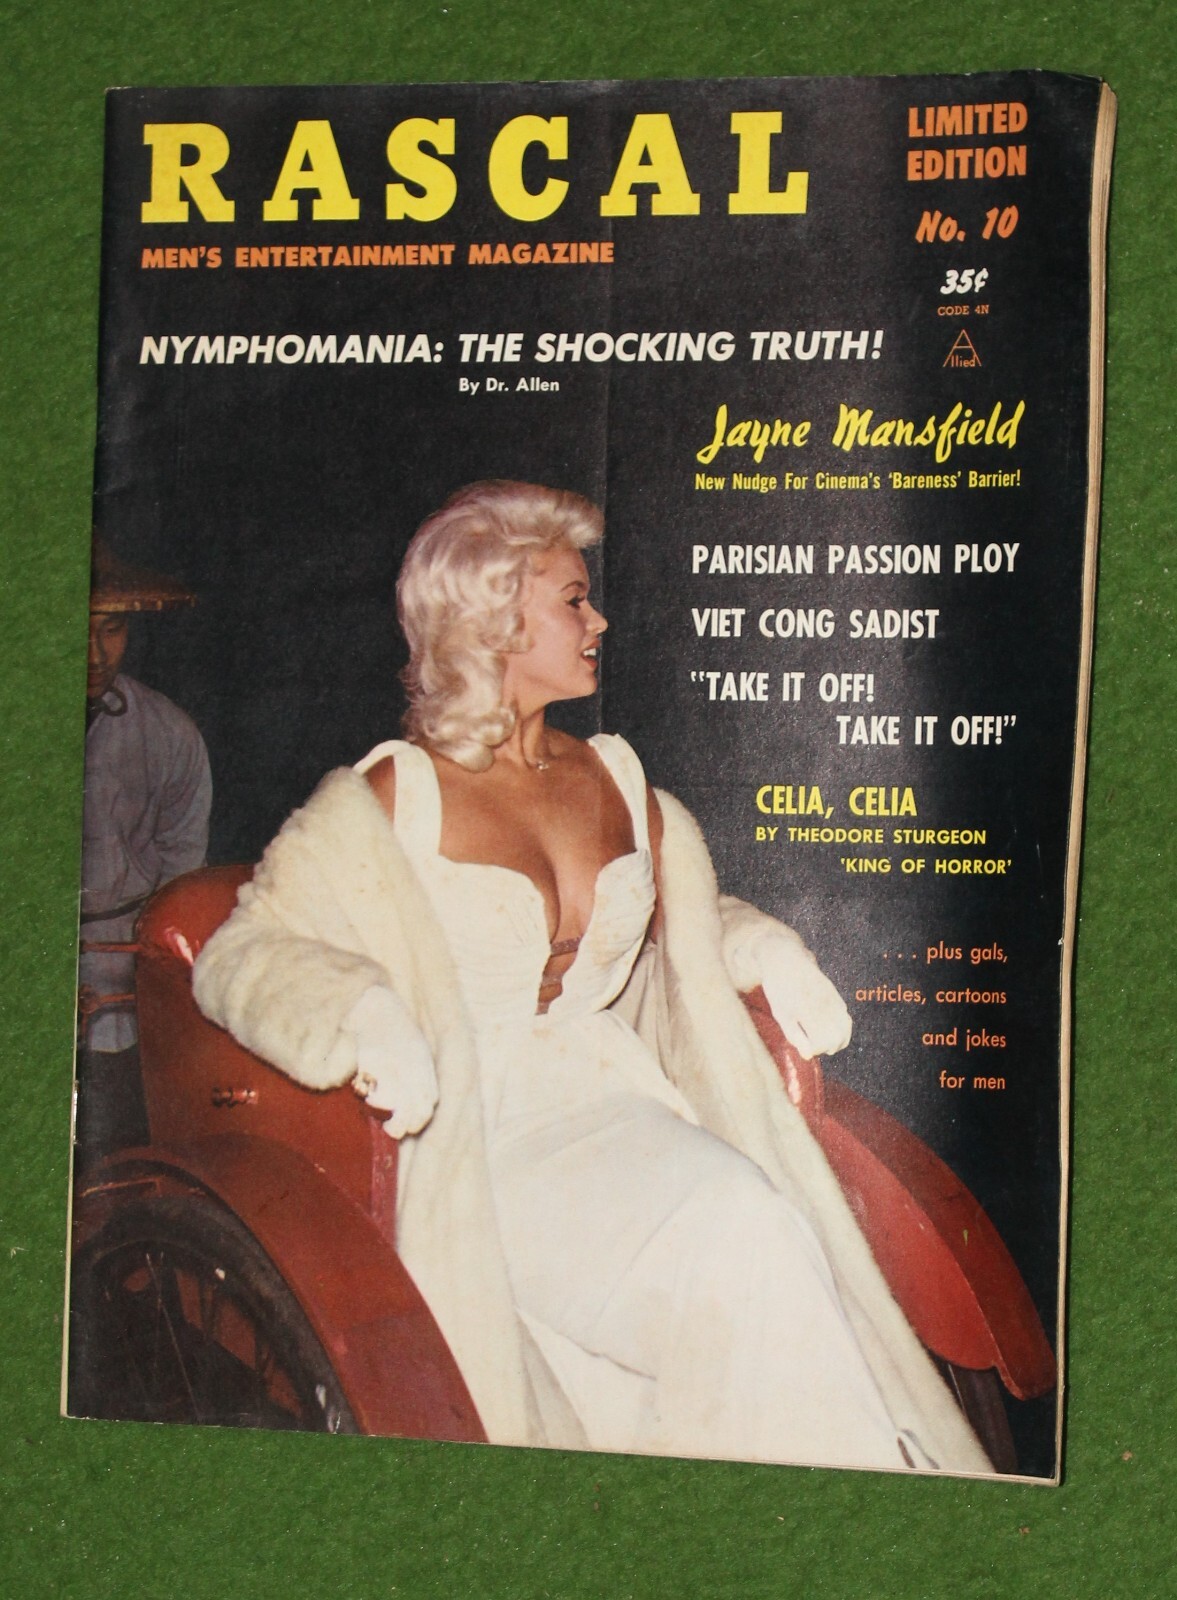 RASCAL
MEN'S ENTERTAINMENT MAGAZINE
LIMITED
EDITION
No. 10
35¢
CODE 4N
Allied
NYMPHOMANIA: THE SHOCKING TRUTH!
By Dr. Allen
Jayne Mansfield
New Nudge For Cinema's 'Bareness' Barrier!
PARISIAN PASSION PLOY
VIET CONG SADIST
"TAKE IT OFF!
TAKE IT OFF!"
CELIA, CELIA
BY THEODORE STURGEON
'KING OF HORROR'
. . . plus gals,
articles, cartoons
and jokes
for men